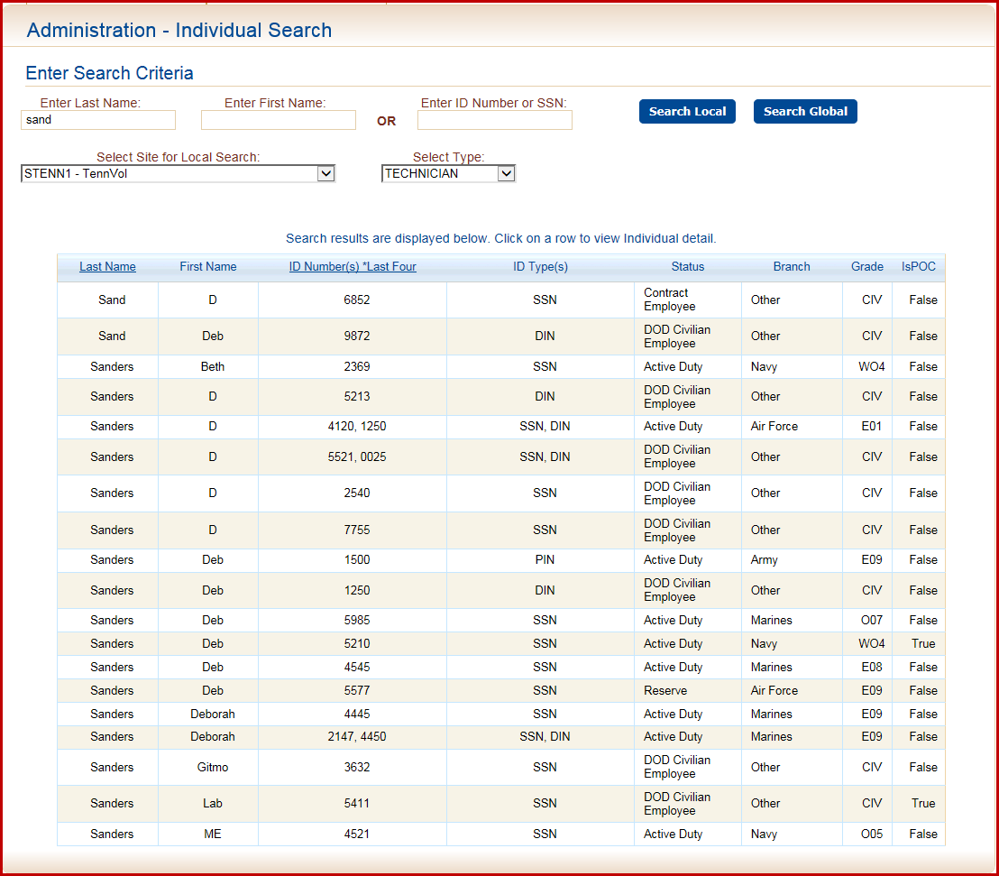 Administration - Individual Search
Enter Search Criteria
Enter Last Name: Enter First Name: Enter ID Number or SSN:
sand OR Search Local Search Global
Select Site for Local Search: Select Type:
STENN1 - TennVol TECHNICIAN
Search results are displayed below. Click on a row to view Individual detail.
Last Name First Name ID Number(s) *Last Four ID Type(s) Status Branch Grade IsPOC
Sand D 6852 SSN Contract Employee Other CIV False
Sand Deb 9872 DIN DOD Civilian Employee Other CIV False
Sanders Beth 2369 SSN Active Duty Navy WO4 False
Sanders D 5213 DIN DOD Civilian Employee Other CIV False
Sanders D 4120, 1250 SSN, DIN Active Duty Air Force E01 False
Sanders D 5521, 0025 SSN, DIN DOD Civilian Employee Other CIV False
Sanders D 2540 SSN DOD Civilian Employee Other CIV False
Sanders D 7755 SSN DOD Civilian Employee Other CIV False
Sanders Deb 1500 PIN Active Duty Army E09 False
Sanders Deb 1250 DIN DOD Civilian Employee Other CIV False
Sanders Deb 5985 SSN Active Duty Marines O07 False
Sanders Deb 5210 SSN Active Duty Navy WO4 True
Sanders Deb 4545 SSN Active Duty Marines E08 False
Sanders Deb 5577 SSN Reserve Air Force E09 False
Sanders Deborah 4445 SSN Active Duty Marines E09 False
Sanders Deborah 2147, 4450 SSN, DIN Active Duty Marines E09 False
Sanders Gitmo 3632 SSN DOD Civilian Employee Other CIV False
Sanders Lab 5411 SSN DOD Civilian Employee Other CIV True
Sanders ME 4521 SSN Active Duty Navy O05 False